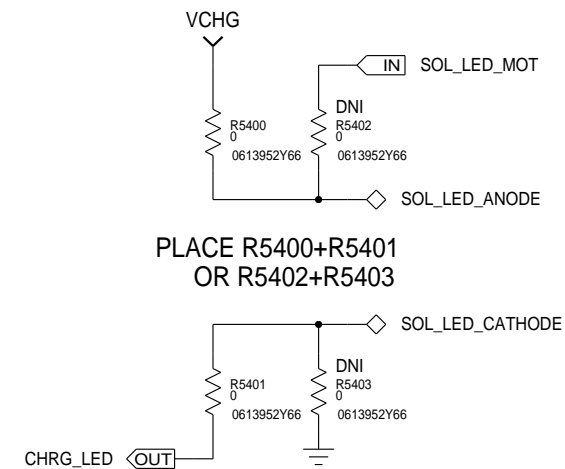 VCHG
IN SOL_LED_MOT
DNI
R5400
0
0613952Y66
R5402
0
0613952Y66
SOL_LED_ANODE
PLACE R5400+R5401
OR R5402+R5403
SOL_LED_CATHODE
DNI
R5401
0
0613952Y66
R5403
0
0613952Y66
CHRG_LED OUT